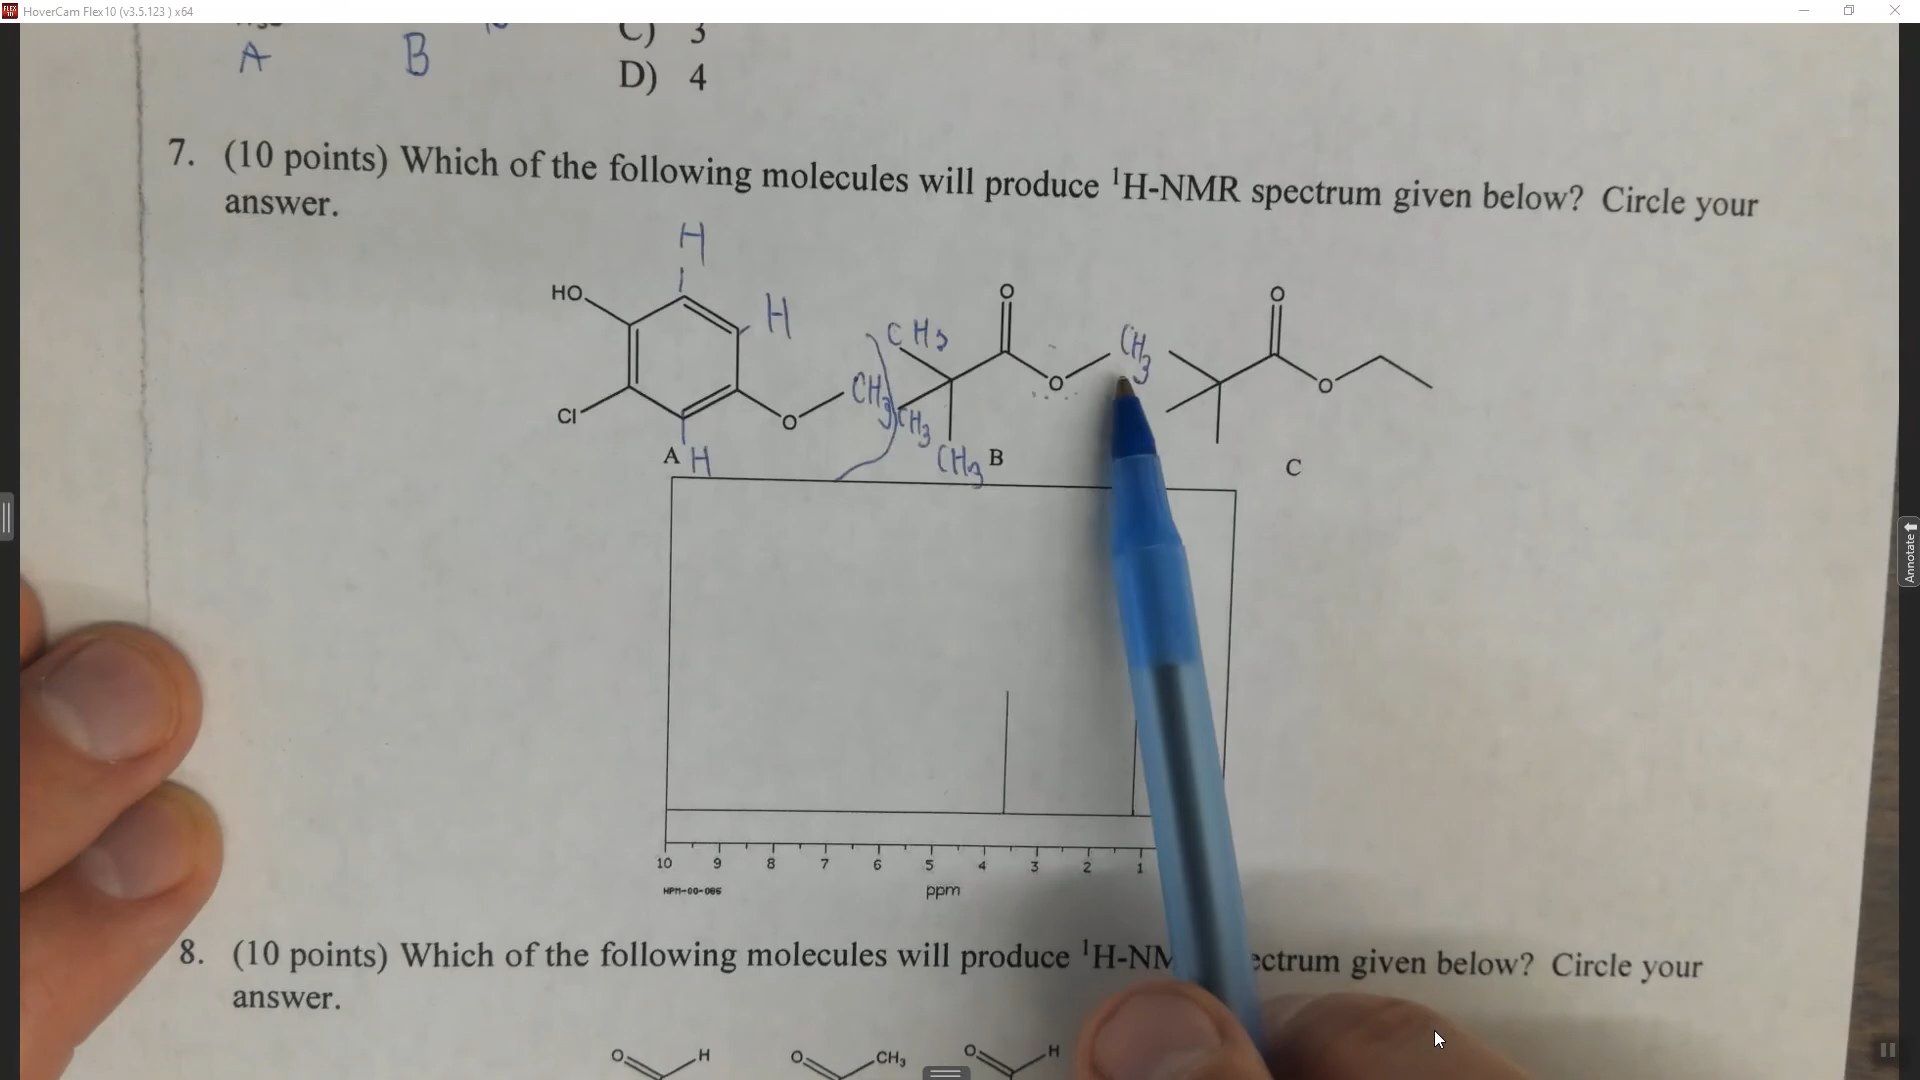 HoverCam Flex10 (v3.5.123 ) x64
C) 3
A B
D) 4
7. (10 points) Which of the following molecules will produce ¹H-NMR spectrum given below? Circle your
answer.
H
HO
H
Cl
O
CH₃
A H
CH₃
CH₃
CH₃
O
O
CH₃
B
O
O
C
10 9 8 7 6 5 4 3 2 1
HPM-00-085
ppm
Annotate
8. (10 points) Which of the following molecules will produce ¹H-NM ectrum given below? Circle your
answer.
O H O CH₃ O H